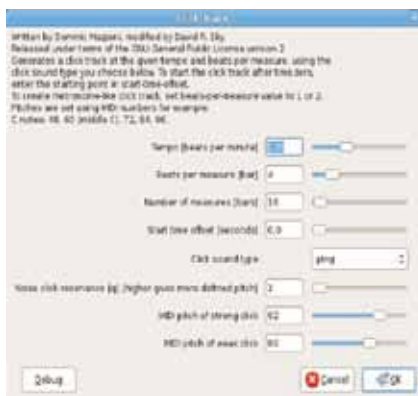 Click Track
Written by Dominic Mazzoni, modified by David R. Sky
Released under terms of the GNU General Public License version 2
Generates a click track at the given tempo and beats per measure, using the
click sound type you choose below. To start the click track after time zero,
enter the starting point in start time offset.
To create metronome-like click track, set beats-per-measure value to 1 or 2.
Pitches are set using MIDI numbers for example:
C notes: 48, 60 (middle C), 72, 84, 96.
Tempo [beats per minute]
Beats per measure [bar] 4
Number of measures [bars] 16
Start time offset [seconds] 0.0
Click sound type ping
Noise click resonance [q] (higher gives more defined pitch) 1
MIDI pitch of strong click 92
MIDI pitch of weak click 80
Debug Cancel OK